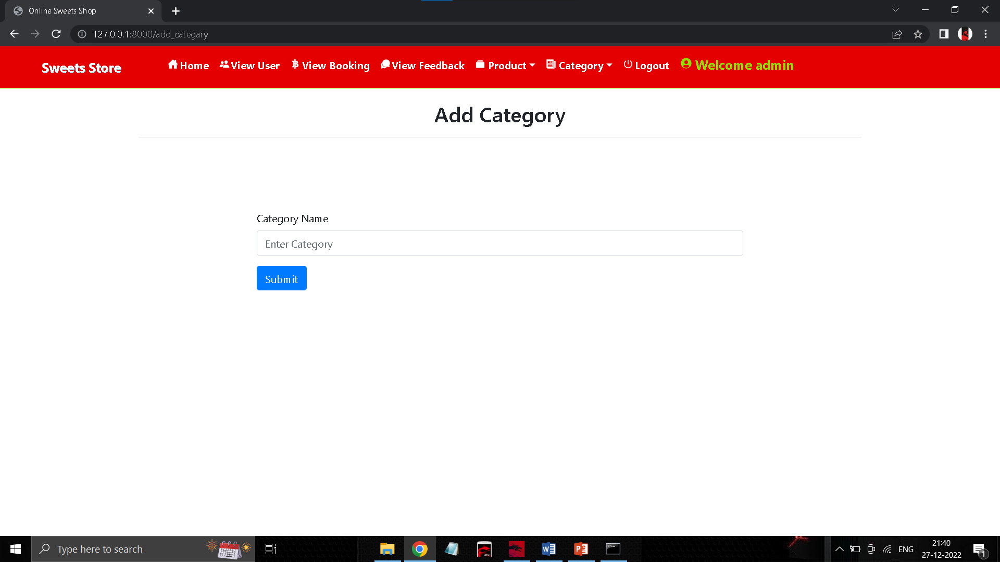 Online Sweets Shop
127.0.0.1:8000/add_categary
Sweets Store
Home View User View Booking View Feedback Product Category Logout Welcome admin
Add Category
Category Name
Enter Category
Submit
Type here to search
ENG
21:40
27-12-2022
1